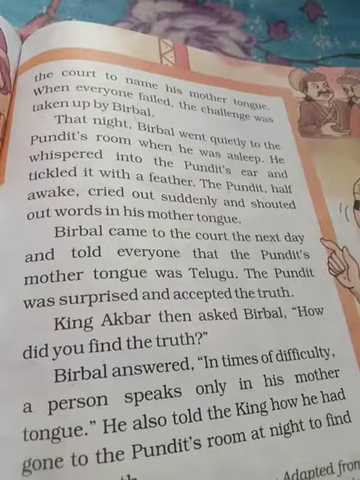 the court to name his mother tongue.
When everyone failed, the challenge was
taken up by Birbal.
That night, Birbal went quietly to the
Pundit's room when he was asleep. He
whispered into the Pundit's ear and
tickled it with a feather. The Pundit, half
awake, cried out suddenly and shouted
out words in his mother tongue.
Birbal came to the court the next day
and told everyone that the Pundit's
mother tongue was Telugu. The Pundit
was surprised and accepted the truth.
King Akbar then asked Birbal, “How
did you find the truth?”
Birbal answered, “In times of difficulty,
a person speaks only in his mother
tongue.” He also told the King how he had
gone to the Pundit's room at night to find
Adapted from